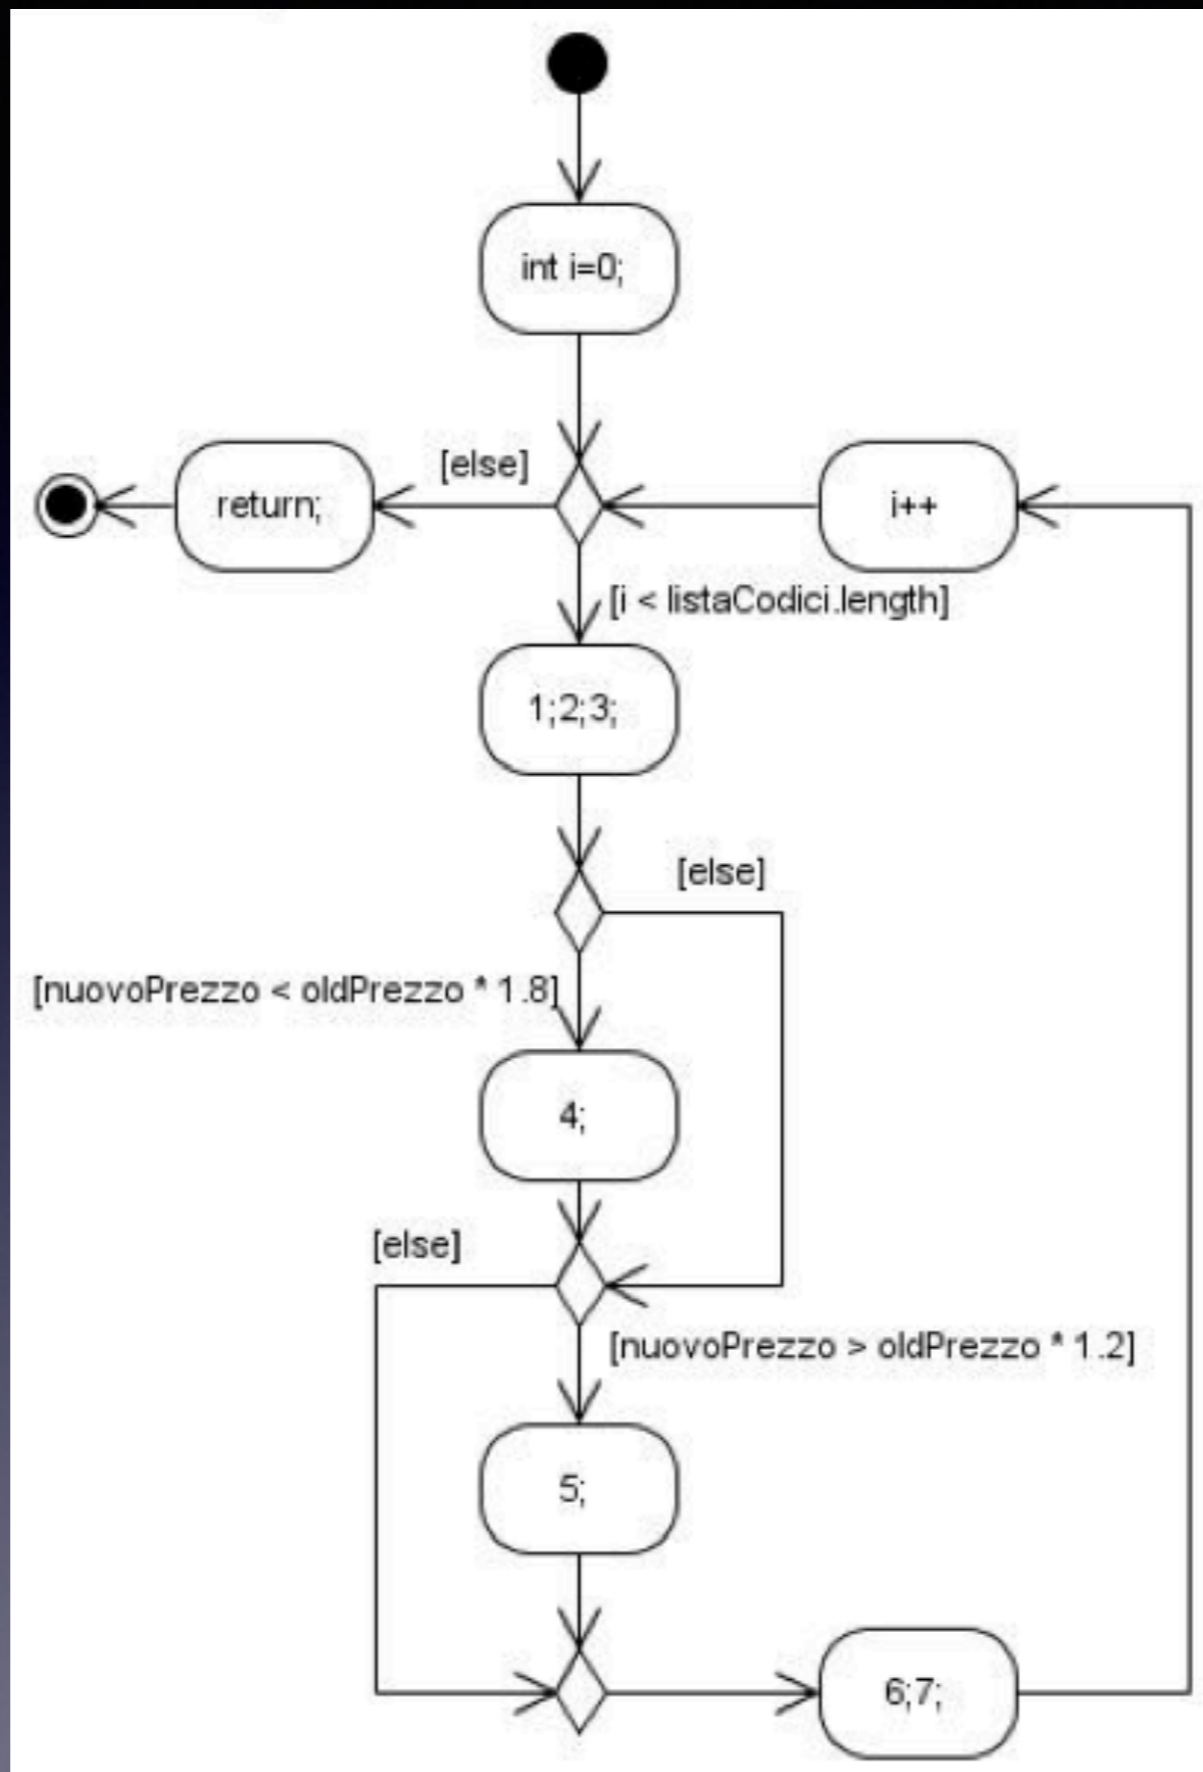 int i=0;
[else]
return;
i++
[i < listaCodici.length]
1;2;3;
[else]
[nuovoPrezzo < oldPrezzo * 1.8]
4;
[else]
[nuovoPrezzo > oldPrezzo * 1.2]
5;
6;7;